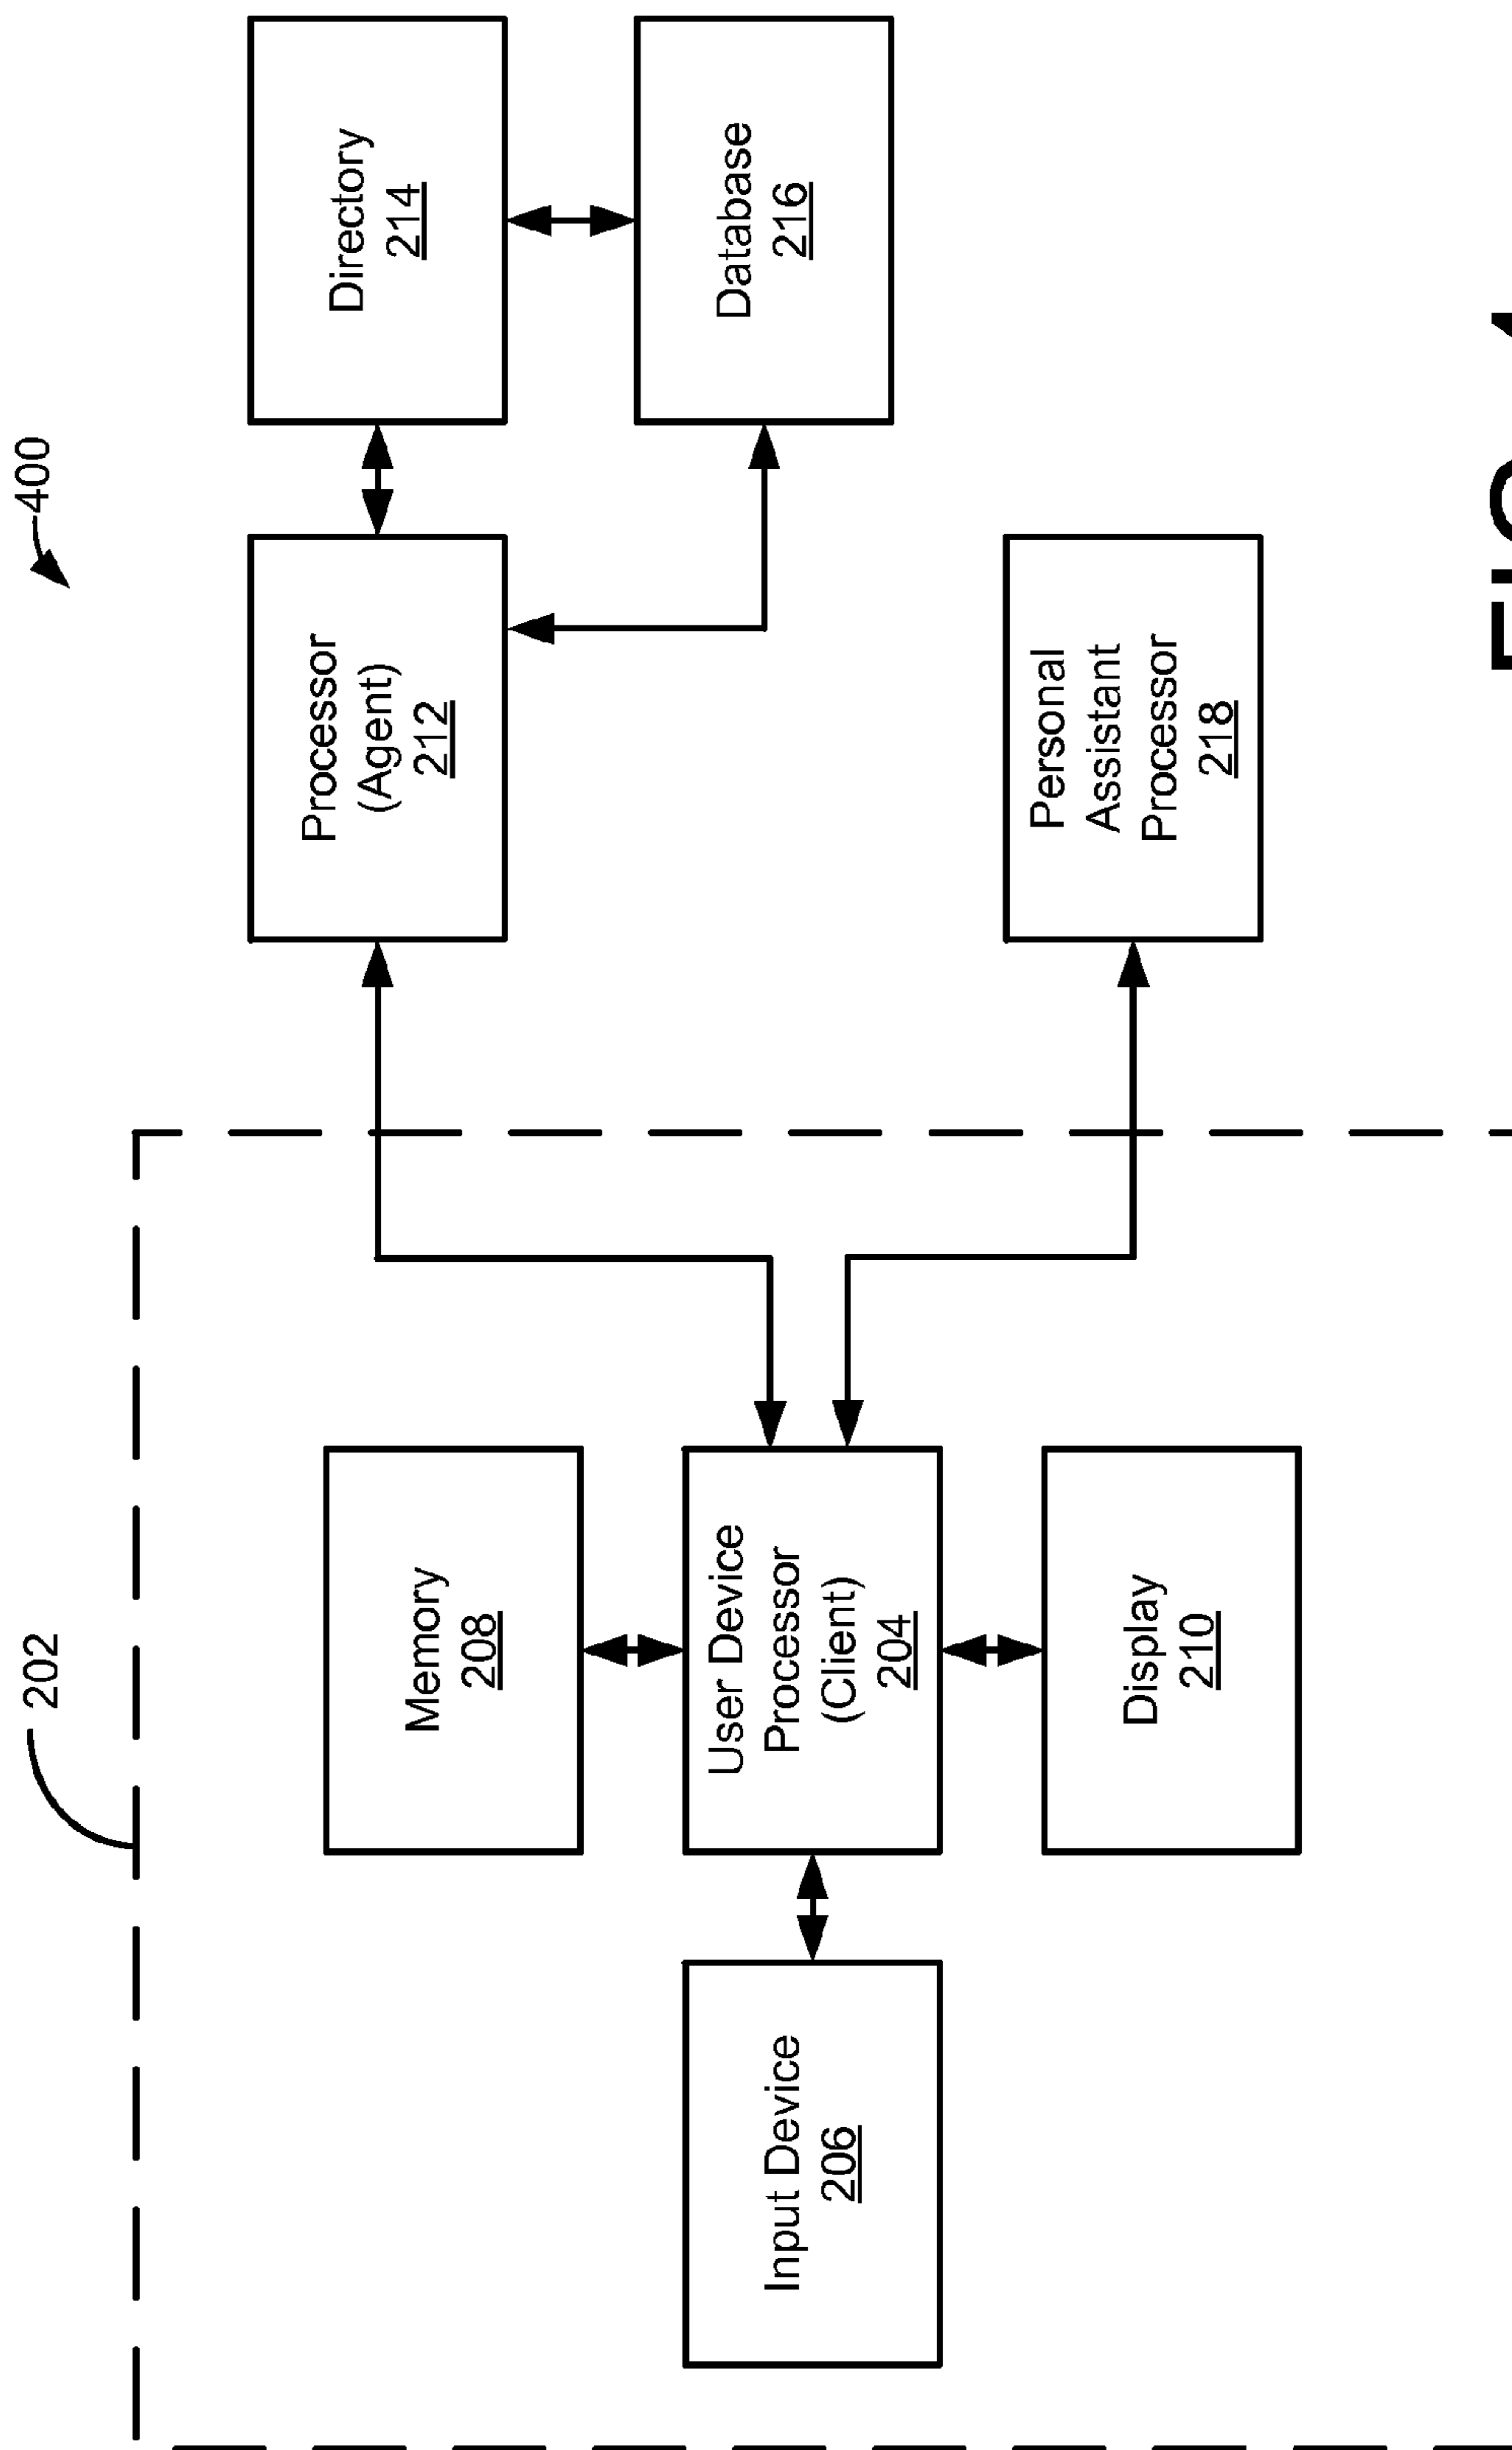 202
400
Processor
(Agent)
212
Directory
214
Memory
208
Database
216
Input Device
206
User Device
Processor
(Client)
204
Personal
Assistant
Processor
218
Display
210